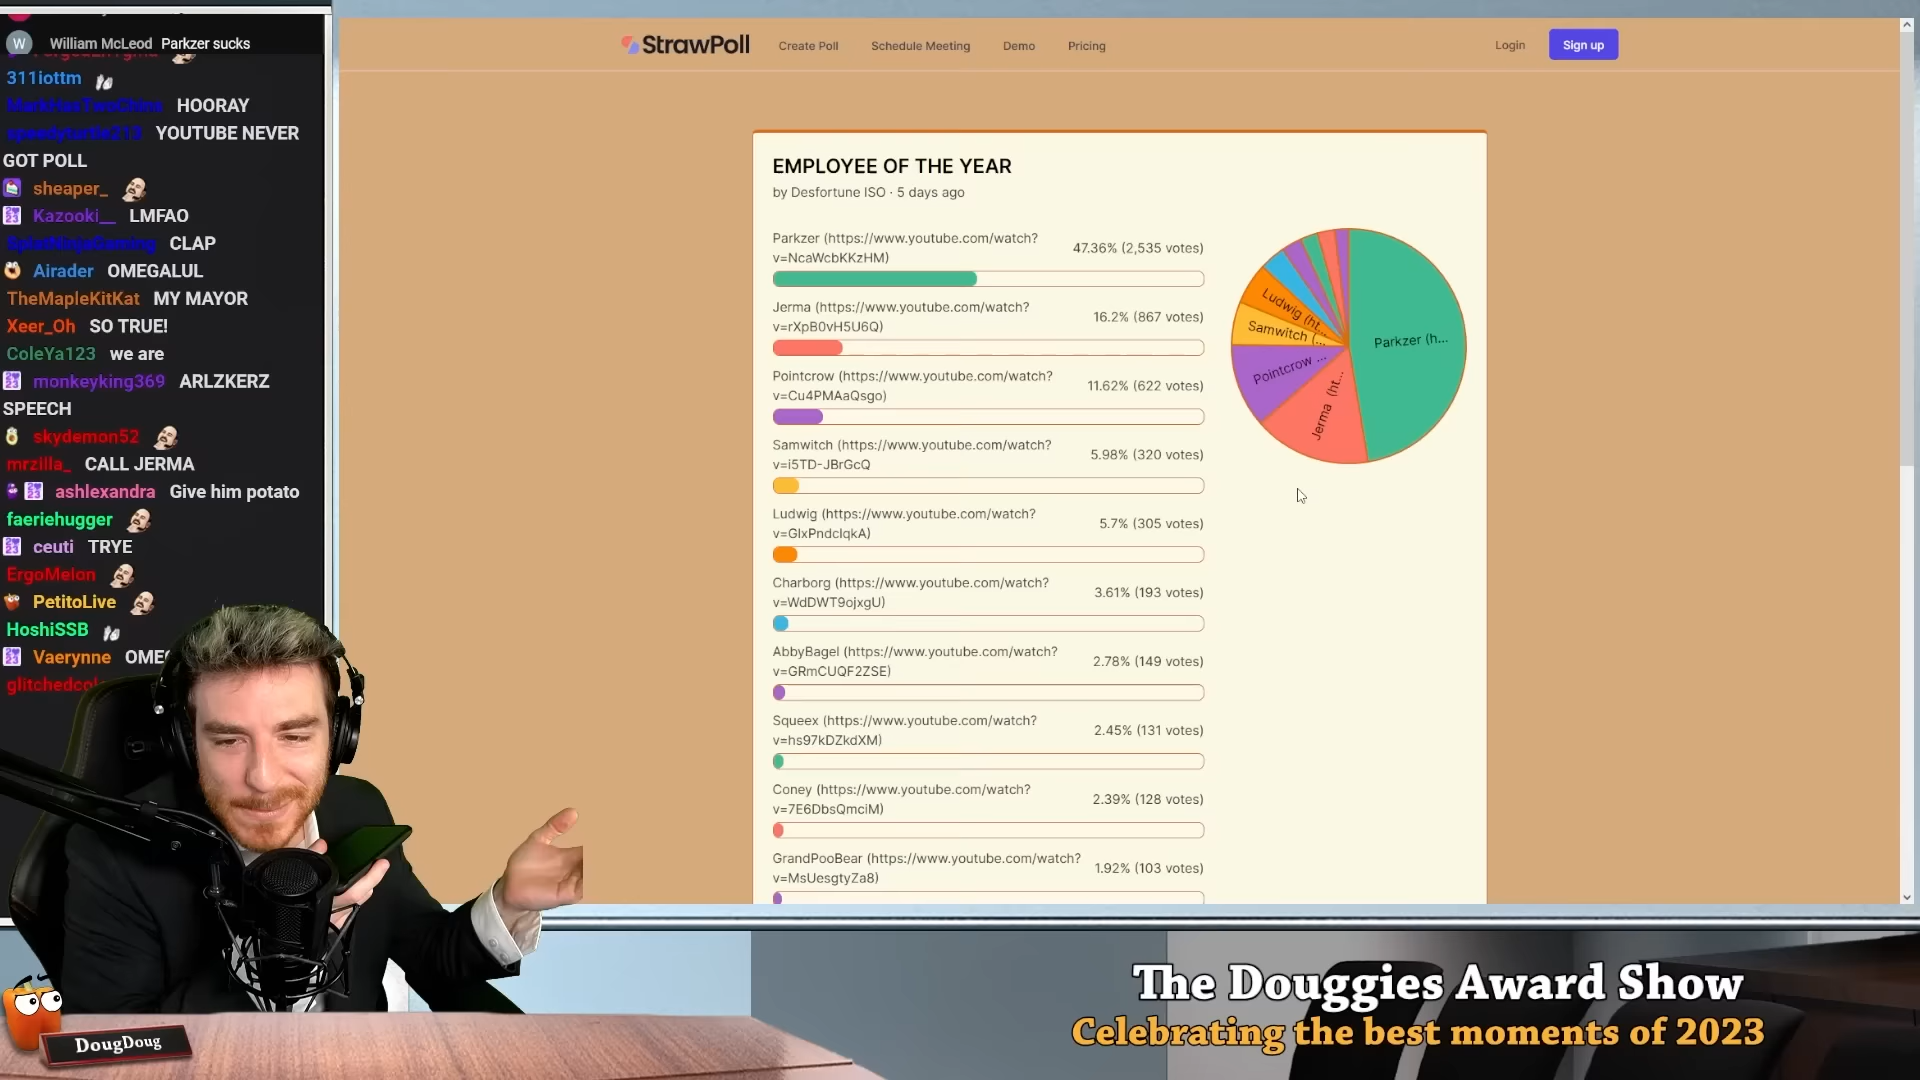 W William McLeod Parkzer sucks
311iottm
MarkHasTwoChins HOORAY
speedyturtle213 YOUTUBE NEVER
GOT POLL
sheaper_
Kazooki__ LMFAO
SplatNinjaGaming CLAP
Airader OMEGALUL
TheMapleKitKat MY MAYOR
Xeer_Oh SO TRUE!
ColeYa123 we are
monkeyking369 ARLZKERZ
SPEECH
skydemon52
mrzilla_ CALL JERMA
ashlexandra Give him potato
faeriehugger
ceuti TRYE
ErgoMelon
PetitoLive
HoshiSSB
Vaerynne
StrawPoll
Create Poll
Schedule Meeting
Demo
Pricing
Login
Sign up
EMPLOYEE OF THE YEAR
by Desfortune ISO · 5 days ago
Parkzer (https://www.youtube.com/watch?
v=NcaWcbKKzHM)
47.36% (2,535 votes)
Jerma (https://www.youtube.com/watch?
v=rXpB0vH5U6Q)
16.2% (867 votes)
Pointcrow (https://www.youtube.com/watch?
v=Cu4PMAaQsgo)
11.62% (622 votes)
Samwitch (https://www.youtube.com/watch?
v=i5TD-JBrGcQ
5.98% (320 votes)
Ludwig (https://www.youtube.com/watch?
v=GlxPndclqkA)
5.7% (305 votes)
Charborg (https://www.youtube.com/watch?
v=WdDWT9ojxgU)
3.61% (193 votes)
AbbyBagel (https://www.youtube.com/watch?
v=GRmCUQF2ZSE)
2.78% (149 votes)
Squeex (https://www.youtube.com/watch?
v=hs97kDZkdXM)
2.45% (131 votes)
Coney (https://www.youtube.com/watch?
v=7E6DbsQmciM)
2.39% (128 votes)
GrandPooBear (https://www.youtube.com/watch?
v=MsUesgtyZa8)
1.92% (103 votes)
Ludwig (ht...
Samwitch (...
Pointcrow ...
Jerma (ht...
Parkzer (h...
DougDoug
The Douggies Award Show
Celebrating the best moments of 2023